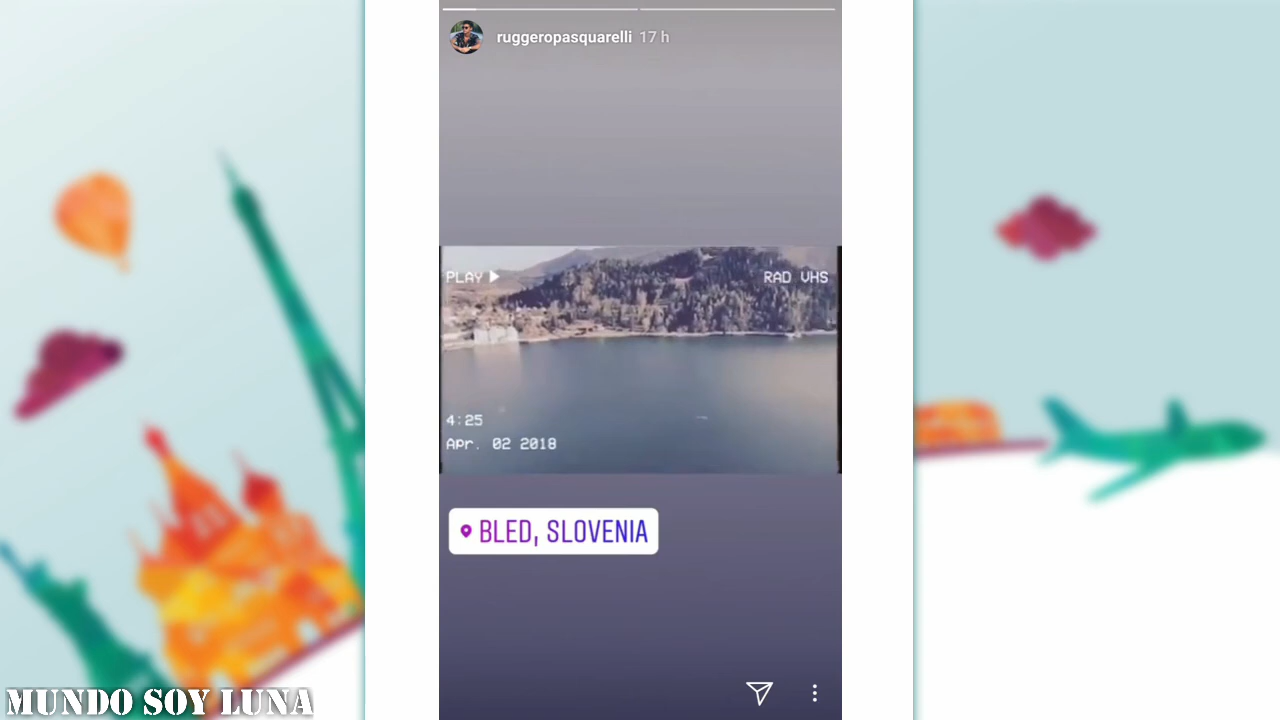 ruggeropasquarelli 17 h
PLAY
RAD VHS
4:25
Apr. 02 2018
BLED, SLOVENIA
MUNDO SOY LUNA